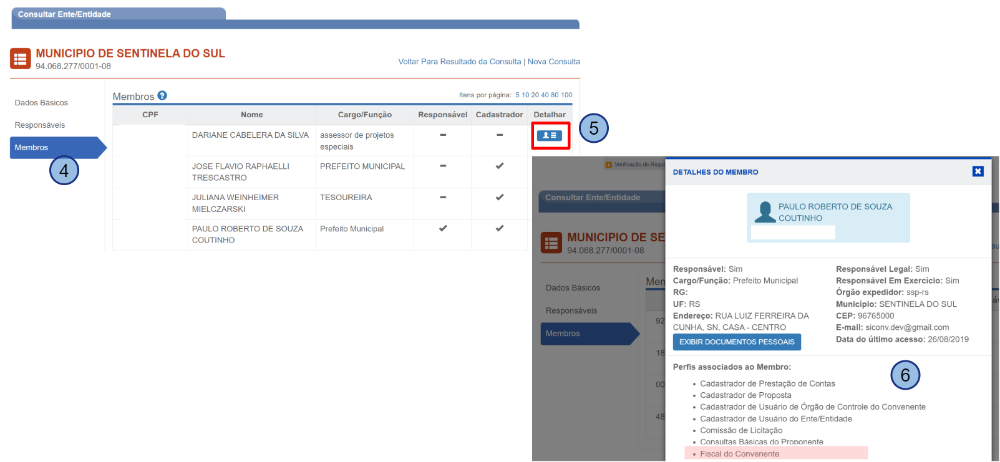 Consultar Ente/Entidade
MUNICIPIO DE SENTINELA DO SUL
94.068.277/0001-08
Voltar Para Resultado da Consulta | Nova Consulta
Dados Básicos
Responsáveis
Membros
4
Membros ?
Itens por página: 5 10 20 40 80 100
CPF Nome Cargo/Função Responsável Cadastrador Detalhar
DARIANE CABELERA DA SILVA assessor de projetos
especiais
5
JOSE FLAVIO RAPHAELLI PREFEITO MUNICIPAL
TRESCASTRO
JULIANA WEINHEIMER TESOUREIRA
MIELCZARSKI
PAULO ROBERTO DE SOUZA Prefeito Municipal
COUTINHO
Verificação de Regul
Consultar Ente/Entidade
MUNICIPIO DE SE
94.068.277/0001-08
Dados Básicos
Responsáveis
Membros
Mem
92
18
00
48
DETALHES DO MEMBRO
PAULO ROBERTO DE SOUZA
COUTINHO
Responsável: Sim
Cargo/Função: Prefeito Municipal
RG:
UF: RS
Endereço: RUA LUIZ FERREIRA DA
CUNHA, SN, CASA - CENTRO
EXIBIR DOCUMENTOS PESSOAIS
Responsável Legal: Sim
Responsável Em Exercício: Sim
Órgão expedidor: ssp-rs
Município: SENTINELA DO SUL
CEP: 96765000
E-mail: siconv.dev@gmail.com
Data do último acesso: 26/08/2019
Perfis associados ao Membro:
6
• Cadastrador de Prestação de Contas
• Cadastrador de Proposta
• Cadastrador de Usuário de Órgão de Controle do Convenente
• Cadastrador de Usuário do Ente/Entidade
• Comissão de Licitação
• Consultas Básicas do Proponente
• Fiscal do Convenente